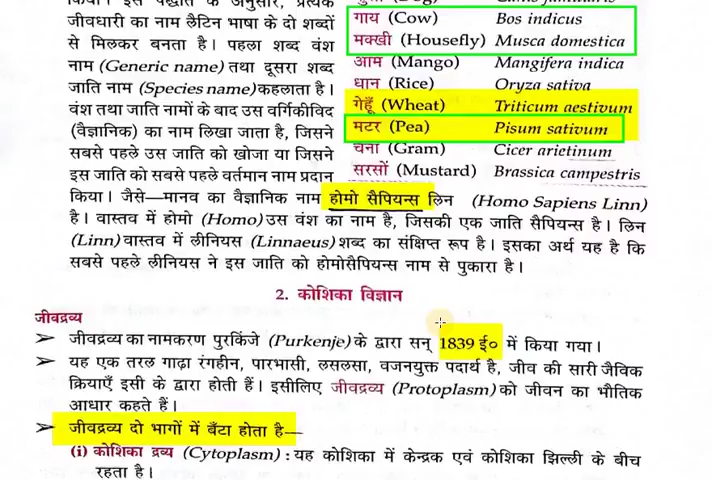 जीवधारी का नाम लैटिन भाषा के दो शब्दों
से मिलकर बनता है। पहला शब्द वंश
नाम (Generic name) तथा दूसरा शब्द
जाति नाम (Species name) कहलाता है।
वंश तथा जाति नामों के बाद उस वर्गिकीविद
(वैज्ञानिक) का नाम लिखा जाता है, जिसने
सबसे पहले उस जाति को खोजा या जिसने
इस जाति को सबसे पहले वर्तमान नाम प्रदान
गाय (Cow) Bos indicus
मक्खी (Housefly) Musca domestica
आम (Mango) Mangifera indica
धान (Rice) Oryza sativa
गेहूँ (Wheat) Triticum aestivum
मटर (Pea) Pisum sativum
चना (Gram) Cicer arietinum
सरसों (Mustard) Brassica campestris
किया। जैसे—मानव का वैज्ञानिक नाम होमो सैपियन्स लिन (Homo Sapiens Linn)
है। वास्तव में होमो (Homo) उस वंश का नाम है, जिसकी एक जाति सैपियन्स है। लिन
(Linn) वास्तव में लीनियस (Linnaeus) शब्द का संक्षिप्त रूप है। इसका अर्थ यह है कि
सबसे पहले लीनियस ने इस जाति को होमोसैपियन्स नाम से पुकारा है।
2. कोशिका विज्ञान
जीवद्रव्य
➤ जीवद्रव्य का नामकरण पुरकिंजे (Purkenje) के द्वारा सन् 1839 ई० में किया गया।
➤ यह एक तरल गाढ़ा रंगहीन, पारभासी, लसलसा, वजनयुक्त पदार्थ है, जीव की सारी जैविक
क्रियाएँ इसी के द्वारा होती हैं। इसीलिए जीवद्रव्य (Protoplasm) को जीवन का भौतिक
आधार कहते हैं।
➤ जीवद्रव्य दो भागों में बँटा होता है—
(i) कोशिका द्रव्य (Cytoplasm) : यह कोशिका में केन्द्रक एवं कोशिका झिल्ली के बीच
रहता है।